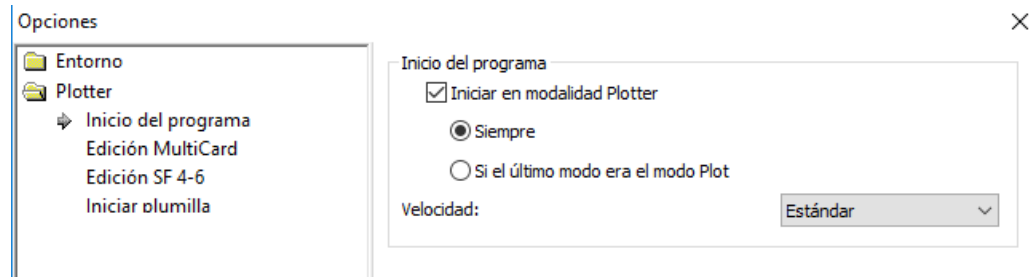 Opciones
Entorno
Plotter
Inicio del programa
Edición MultiCard
Edición SF 4-6
Iniciar plumilla
Inicio del programa
Iniciar en modalidad Plotter
Siempre
Si el último modo era el modo Plot
Velocidad: Estándar